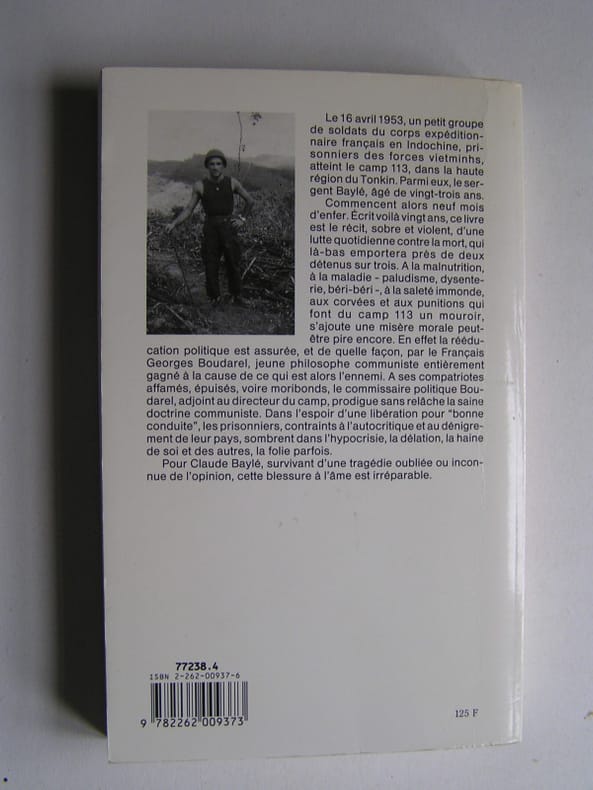 Le 16 avril 1953, un petit groupe
de soldats du corps expédition-
naire français en Indochine, pri-
sonniers des forces vietminhs,
atteint le camp 113, dans la haute
région du Tonkin. Parmi eux, le ser-
gent Baylé, âgé de vingt-trois ans.
Commencent alors neuf mois
d'enfer. Écrit voilà vingt ans, ce livre
est le récit, sobre et violent, d'une
lutte quotidienne contre la mort, qui
là-bas emportera près de deux
détenus sur trois. A la malnutrition,
à la maladie - paludisme, dysente-
rie, béri-béri -, à la saleté immonde,
aux corvées et aux punitions qui
font du camp 113 un mouroir,
s'ajoute une misère morale peut-
être pire encore. En effet la réédu-
cation politique est assurée, et de quelle façon, par le Français
Georges Boudarel, jeune philosophe communiste entièrement
gagné à la cause de ce qui est alors l'ennemi. A ses compatriotes
affamés, épuisés, voire moribonds, le commissaire politique Bou-
darel, adjoint au directeur du camp, prodigue sans relâche la saine
doctrine communiste. Dans l'espoir d'une libération pour "bonne
conduite", les prisonniers, contraints à l'autocritique et au dénigre-
ment de leur pays, sombrent dans l'hypocrisie, la délation, la haine
de soi et des autres, la folie parfois.
Pour Claude Baylé, survivant d'une tragédie oubliée ou incon-
nue de l'opinion, cette blessure à l'âme est irréparable.
77238.4
ISBN 2-262-00937-6
9 782262 009373
125 F